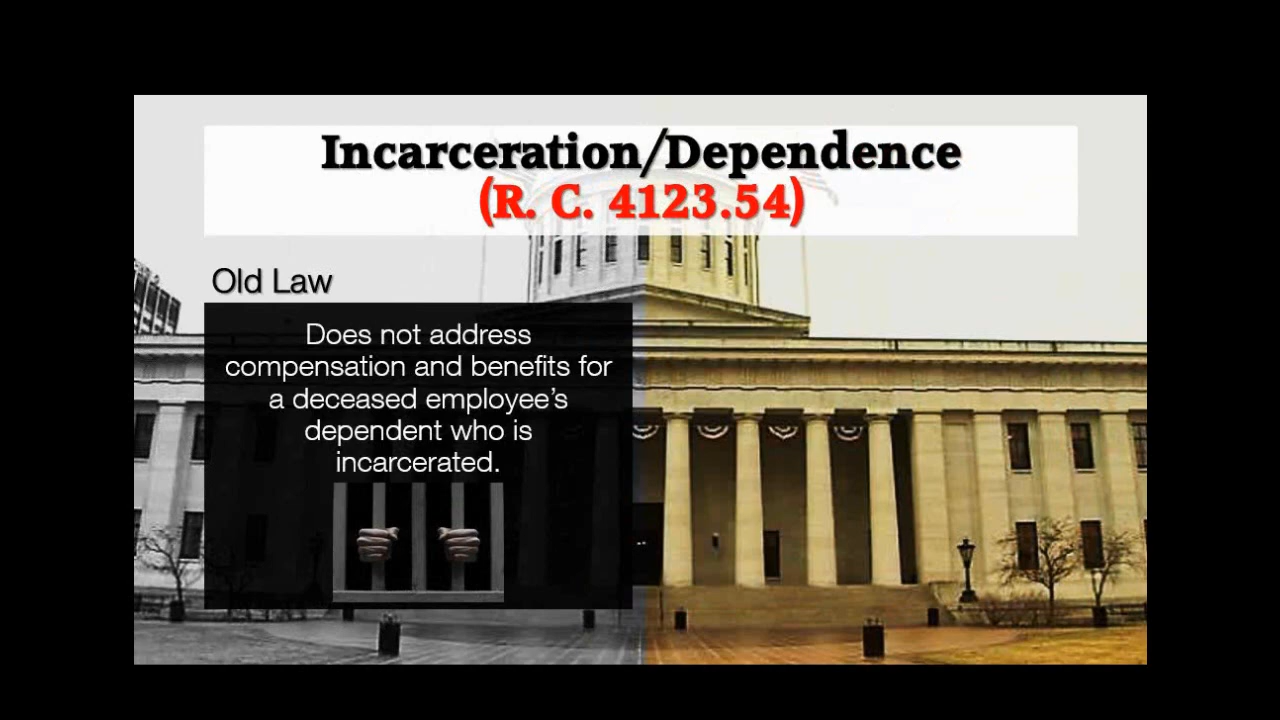 Incarceration/Dependence
(R. C. 4123.54)
Old Law
Does not address
compensation and benefits for
a deceased employee’s
dependent who is
incarcerated.